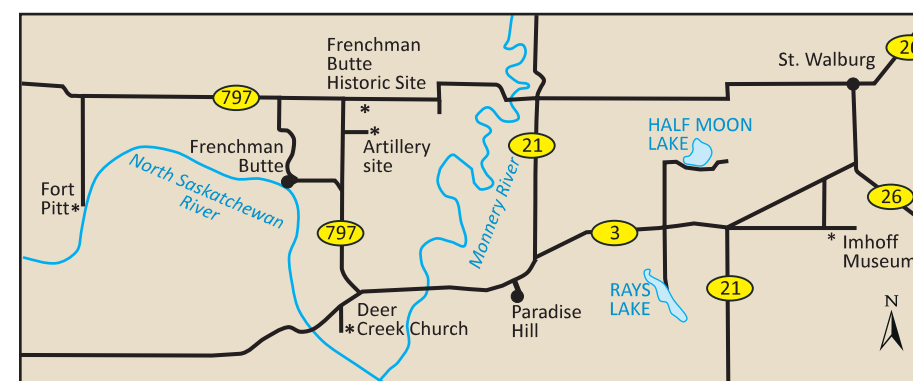 Frenchman
Butte
Historic Site
St. Walburg
26
797
HALF MOON
LAKE
Frenchman
Butte
Artillery
site
21
North Saskatchewan
River
Fort
Pitt*
Monnery River
26
797
3
* Imhoff
Museum
RAYS
LAKE
21
Deer
* Creek Church
Paradise
Hill
N